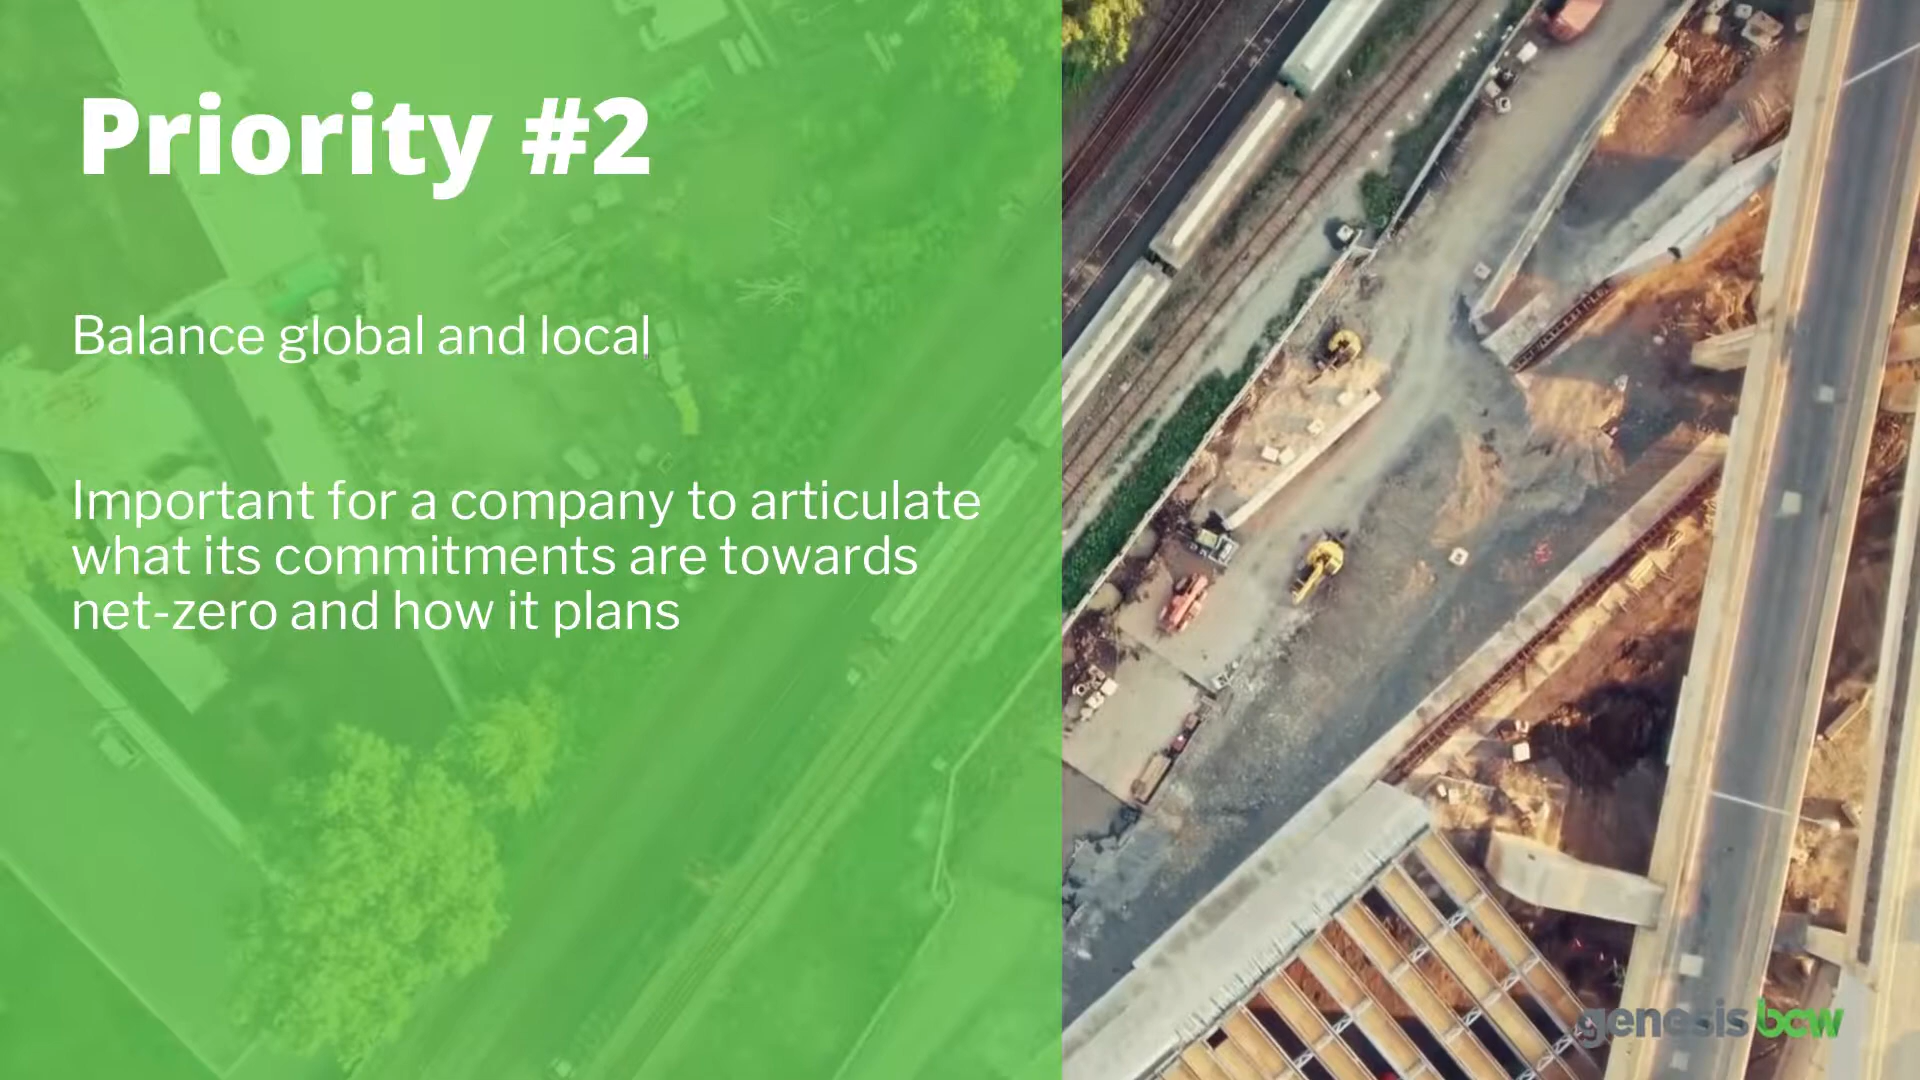 Priority #2
Balance global and local
Important for a company to articulate
what its commitments are towards
net-zero and how it plans
genesis bcw